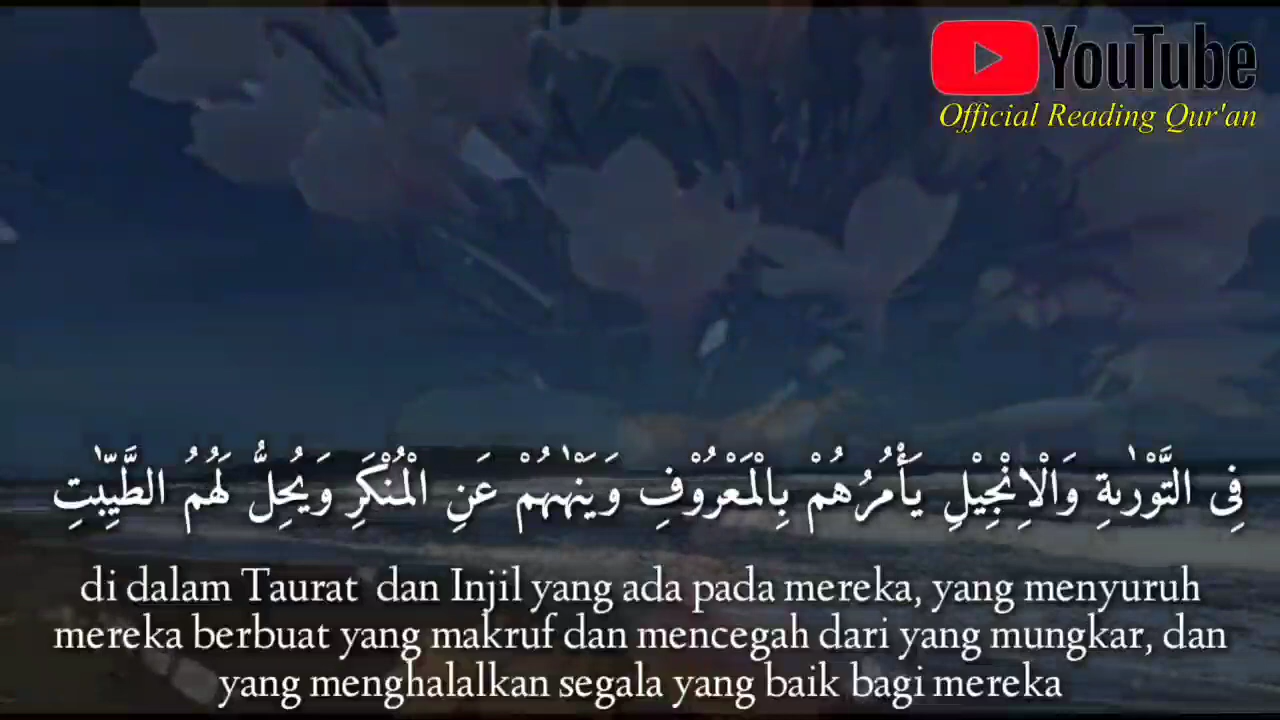 YouTube
Official Reading Qur'an
فِى التَّوْرٰىةِ وَالْاِنْجِيْلِ يَأْمُرُهُمْ بِالْمَعْرُوْفِ وَيَنْهٰىهُمْ عَنِ الْمُنْكَرِ وَيُحِلُّ لَهُمُ الطَّيِّبٰتِ
di dalam Taurat dan Injil yang ada pada mereka, yang menyuruh
mereka berbuat yang makruf dan mencegah dari yang mungkar, dan
yang menghalalkan segala yang baik bagi mereka